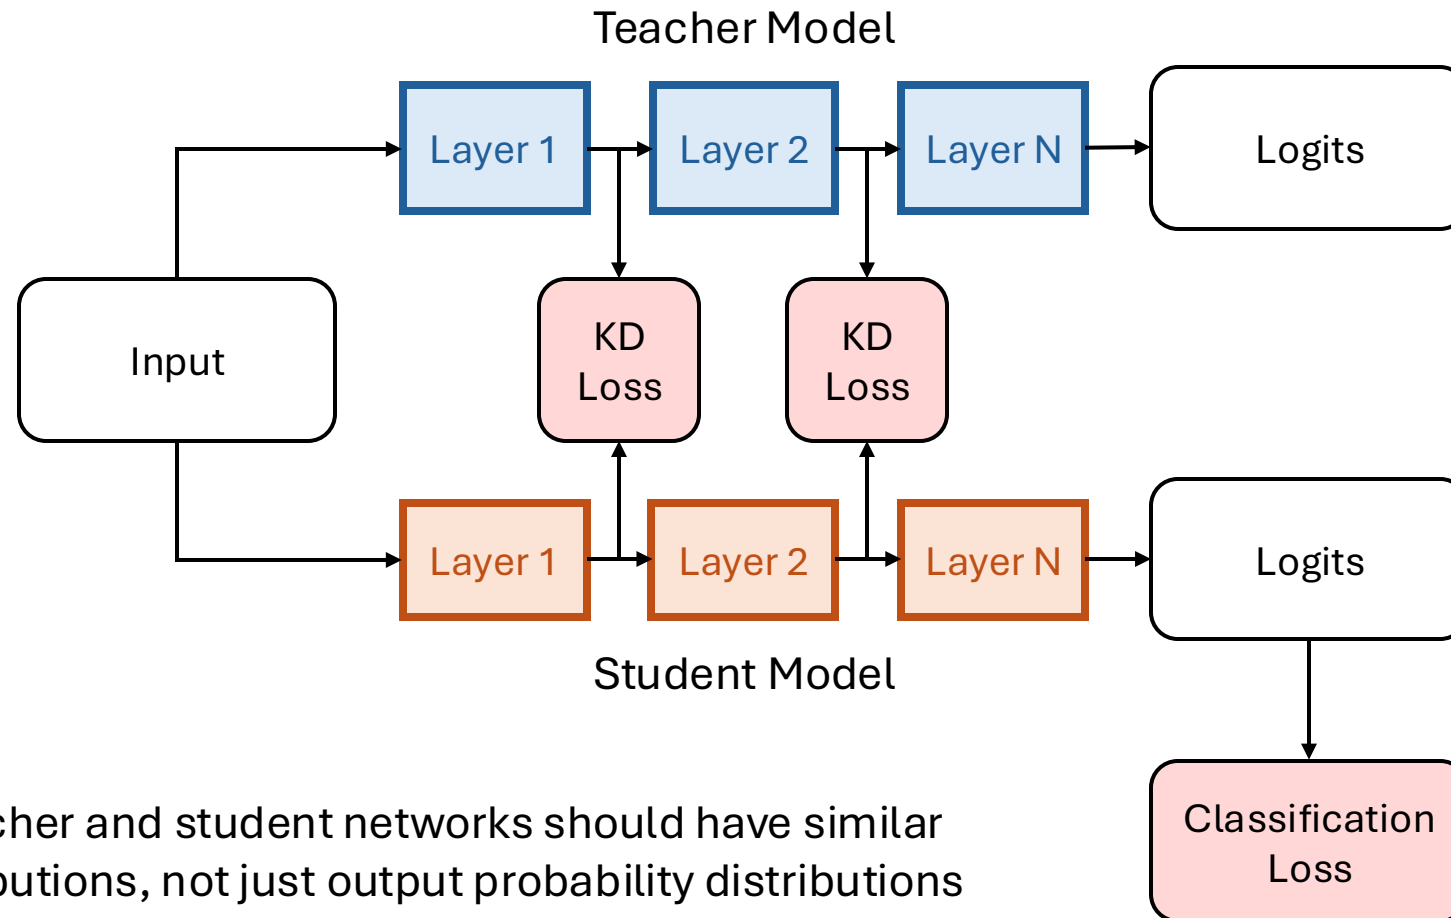 Teacher Model
Layer 1
Layer 2
Layer N
Logits
Input
KD
Loss
KD
Loss
Layer 1
Layer 2
Layer N
Logits
Student Model
cher and student networks should have similar
butions, not just output probability distributions
Classification
Loss